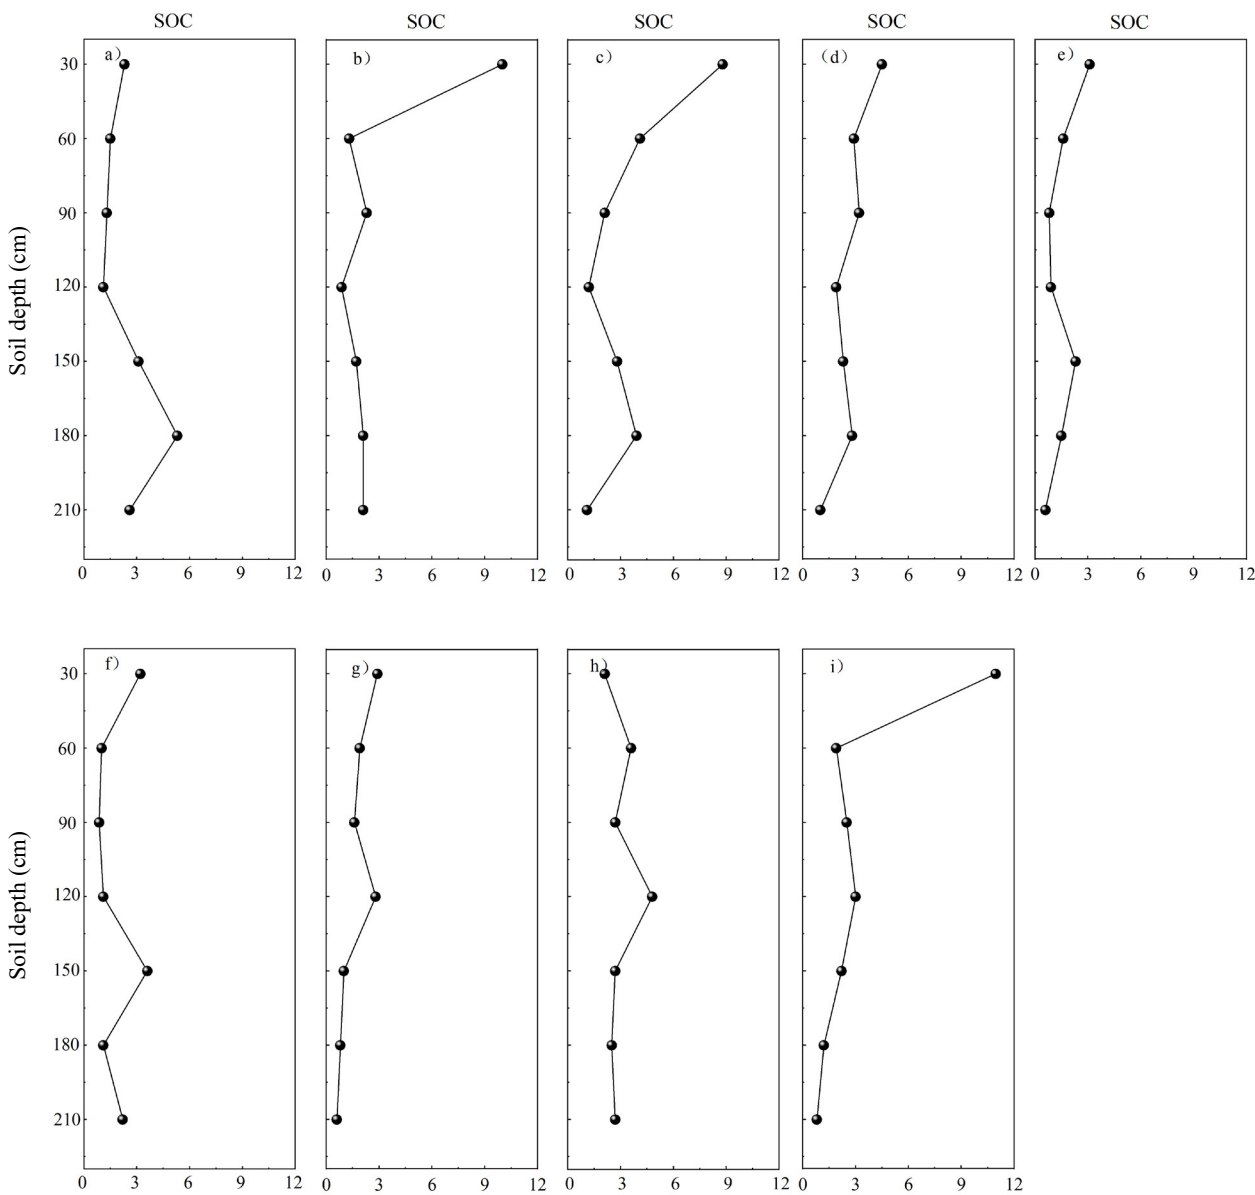 SOC SOC SOC SOC SOC
a) b) c) (d) e)
30
60
90
120
150
180
210
Soil depth (cm)
0 3 6 9 12 0 3 6 9 12 0 3 6 9 12 0 3 6 9 12 0 3 6 9 12
f) g) h) i)
30
60
90
120
150
180
210
Soil depth (cm)
0 3 6 9 12 0 3 6 9 12 0 3 6 9 12 0 3 6 9 12